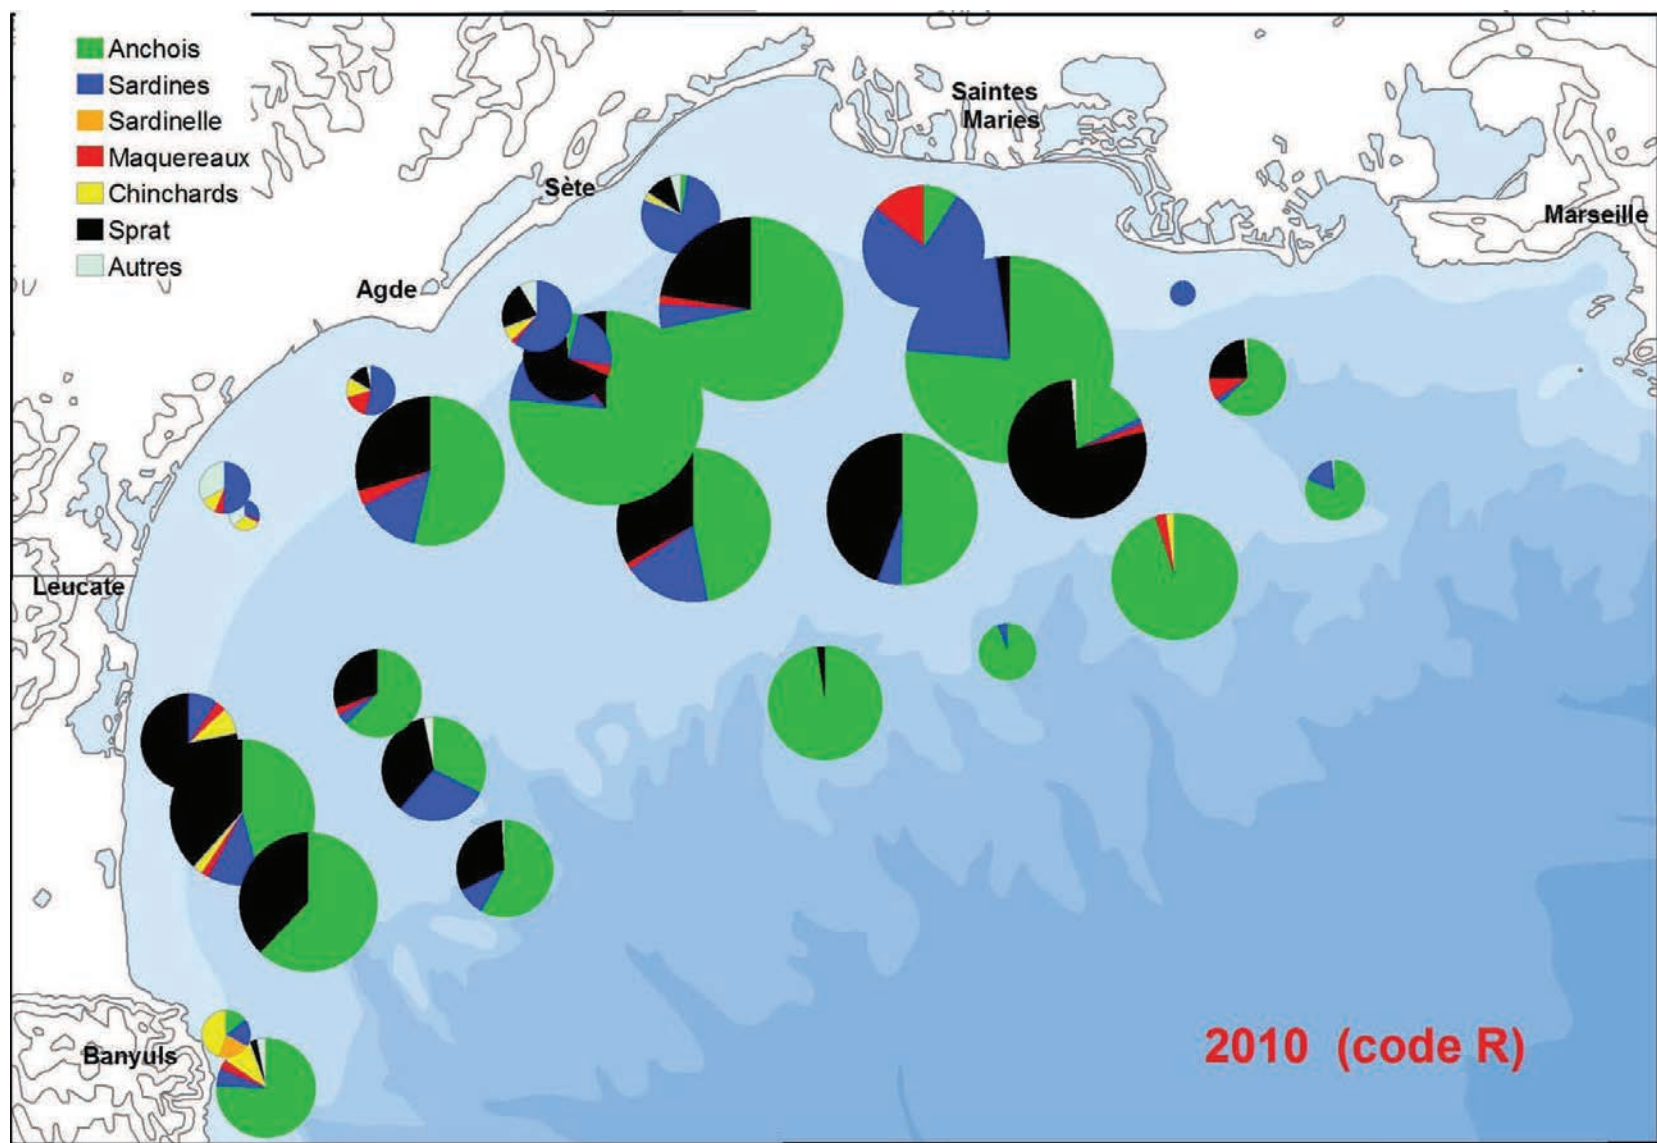 Anchois
Sardines
Sardinelle
Maquereaux
Chinchards
Sprat
Autres
Saintes
Maries
Sète
Marseille
Agde
Leucate
Banyuls
2010 (code R)